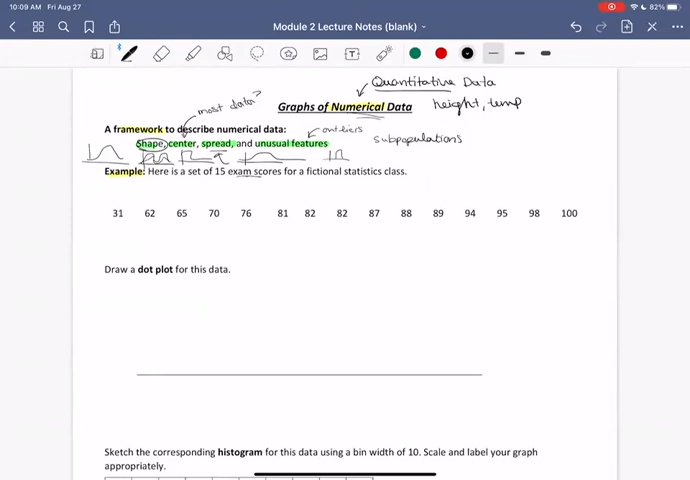 10:09 AM Fri Aug 27
82%
Module 2 Lecture Notes (blank)
Quantitative Data
most data?
Graphs of Numerical Data
height, temp
A framework to describe numerical data:
outliers
Shape, center, spread, and unusual features
subpopulations
Example: Here is a set of 15 exam scores for a fictional statistics class.
31 62 65 70 76 81 82 82 87 88 89 94 95 98 100
Draw a dot plot for this data.
Sketch the corresponding histogram for this data using a bin width of 10. Scale and label your graph
appropriately.